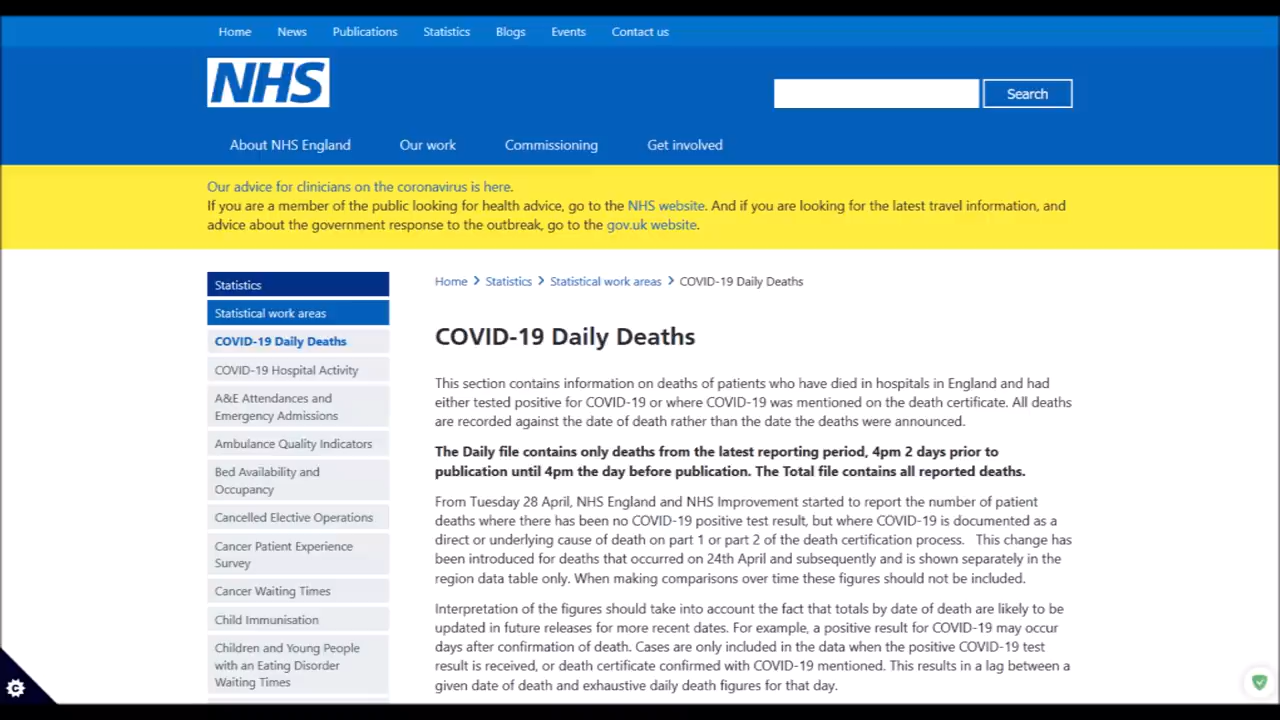 Home News Publications Statistics Blogs Events Contact us
NHS
Search
About NHS England Our work Commissioning Get involved
Our advice for clinicians on the coronavirus is here.
If you are a member of the public looking for health advice, go to the NHS website. And if you are looking for the latest travel information, and
advice about the government response to the outbreak, go to the gov.uk website.
Statistics
Statistical work areas
COVID-19 Daily Deaths
COVID-19 Hospital Activity
A&E Attendances and
Emergency Admissions
Ambulance Quality Indicators
Bed Availability and
Occupancy
Cancelled Elective Operations
Cancer Patient Experience
Survey
Cancer Waiting Times
Child Immunisation
Children and Young People
with an Eating Disorder
Waiting Times
Home > Statistics > Statistical work areas > COVID-19 Daily Deaths
COVID-19 Daily Deaths
This section contains information on deaths of patients who have died in hospitals in England and had
either tested positive for COVID-19 or where COVID-19 was mentioned on the death certificate. All deaths
are recorded against the date of death rather than the date the deaths were announced.
The Daily file contains only deaths from the latest reporting period, 4pm 2 days prior to
publication until 4pm the day before publication. The Total file contains all reported deaths.
From Tuesday 28 April, NHS England and NHS Improvement started to report the number of patient
deaths where there has been no COVID-19 positive test result, but where COVID-19 is documented as a
direct or underlying cause of death on part 1 or part 2 of the death certification process. This change has
been introduced for deaths that occurred on 24th April and subsequently and is shown separately in the
region data table only. When making comparisons over time these figures should not be included.
Interpretation of the figures should take into account the fact that totals by date of death are likely to be
updated in future releases for more recent dates. For example, a positive result for COVID-19 may occur
days after confirmation of death. Cases are only included in the data when the positive COVID-19 test
result is received, or death certificate confirmed with COVID-19 mentioned. This results in a lag between a
given date of death and exhaustive daily death figures for that day.